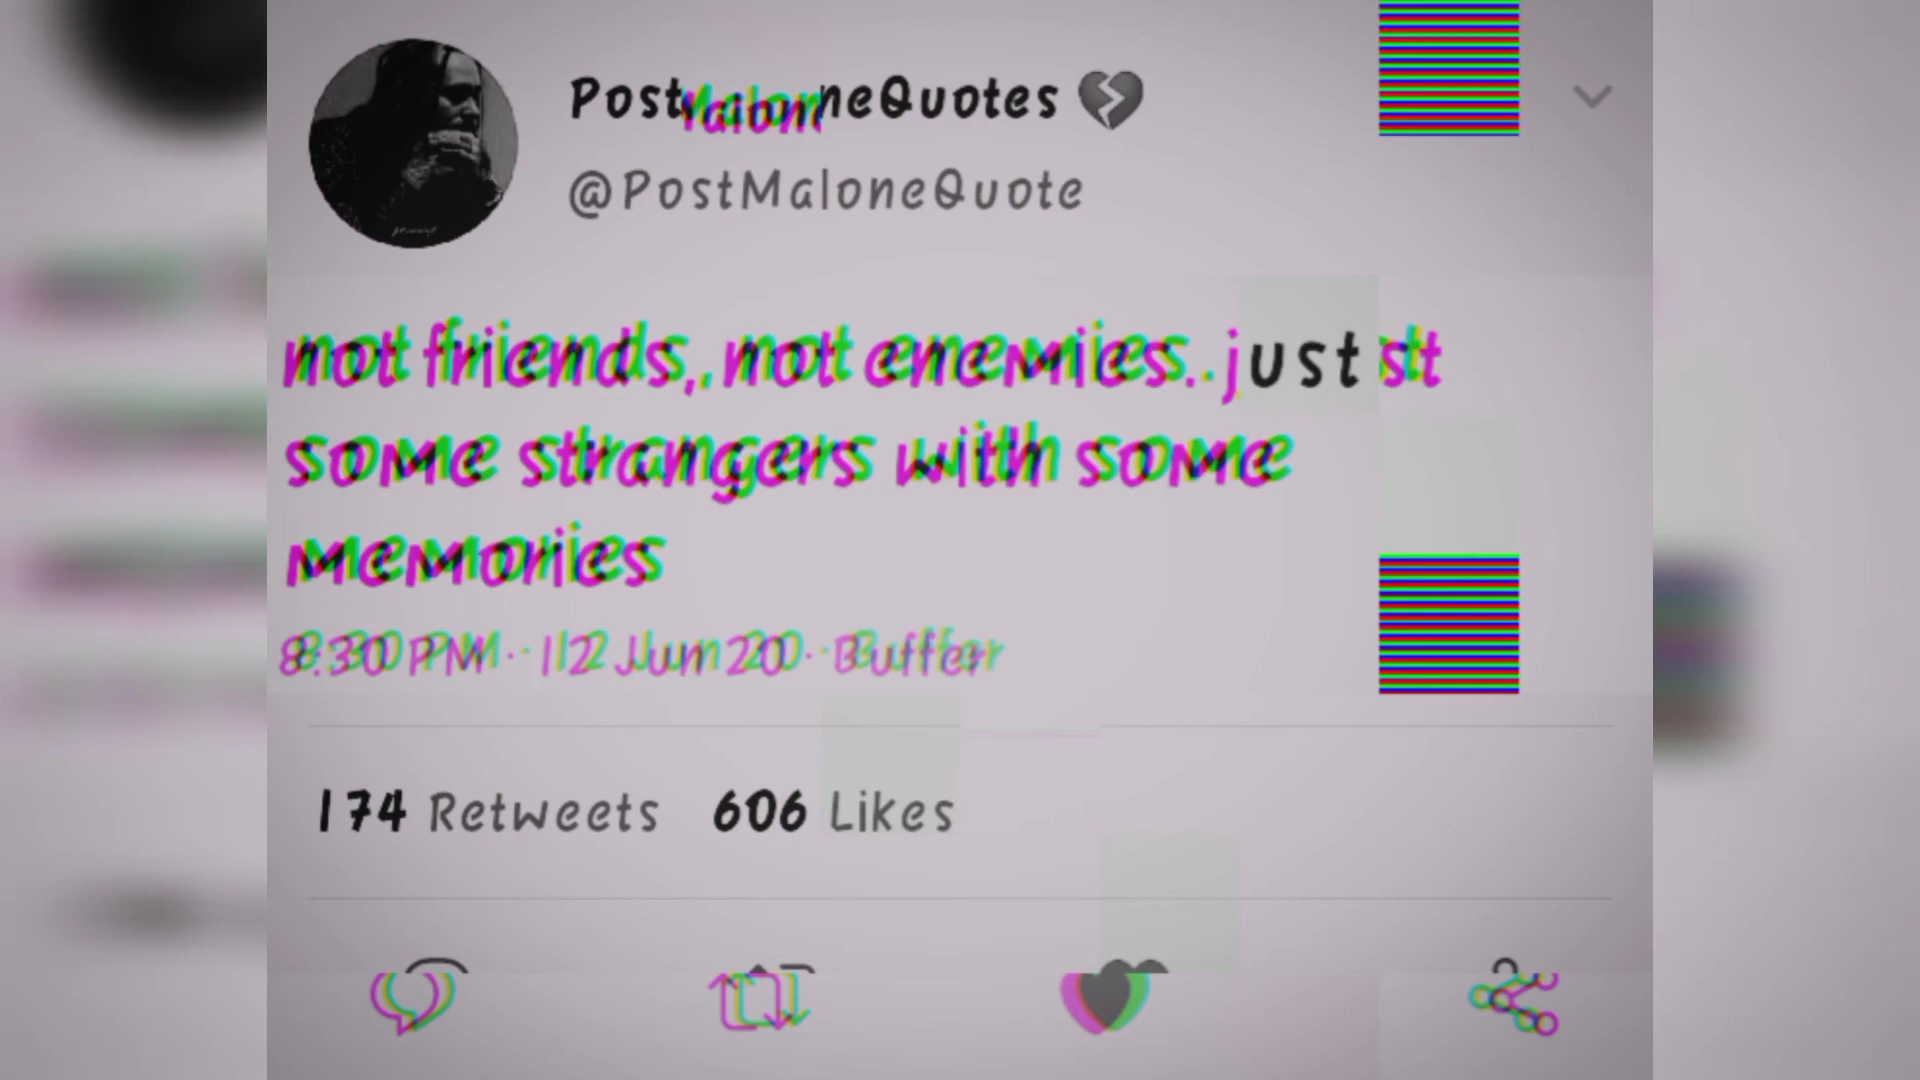 PostMaloneQuotes 💔
@PostMaloneQuote
not friends, not enemies. just
some strangers with some
memories
8:30 PM · 12 Jun 20 · Buffer
174 Retweets 606 Likes